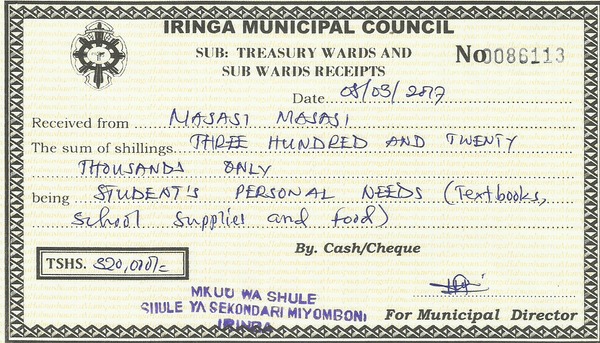 IRINGA MUNICIPAL COUNCIL
SUB: TREASURY WARDS AND
SUB WARDS RECEIPTS
No 0086113
Date 08/03/2017
Received from MASASI MASASI
The sum of shillings THREE HUNDRED AND TWENTY
THOUSANDS ONLY
being STUDENT'S PERSONAL NEEDS (Textbooks,
School Supplies and food)
By. Cash/Cheque
TSHS. 320,000/=
MKUU WA SHULE
SHULE YA SEKONDARI MIYOMBONI
IRINGA
For Municipal Director